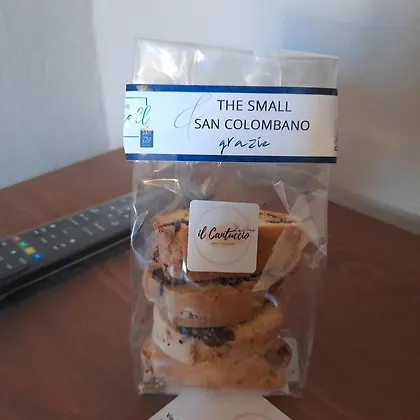 THE SMALL
SAN COLOMBANO
grazie
il Cantuccio